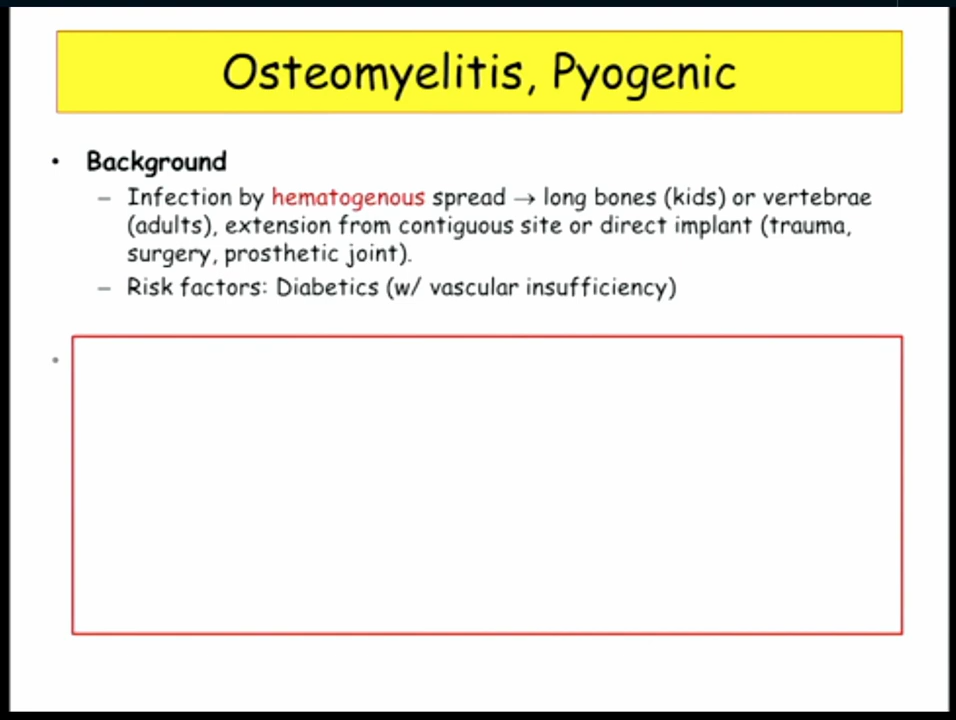 Osteomyelitis, Pyogenic
• Background
– Infection by hematogenous spread → long bones (kids) or vertebrae
(adults), extension from contiguous site or direct implant (trauma,
surgery, prosthetic joint).
– Risk factors: Diabetics (w/ vascular insufficiency)
•